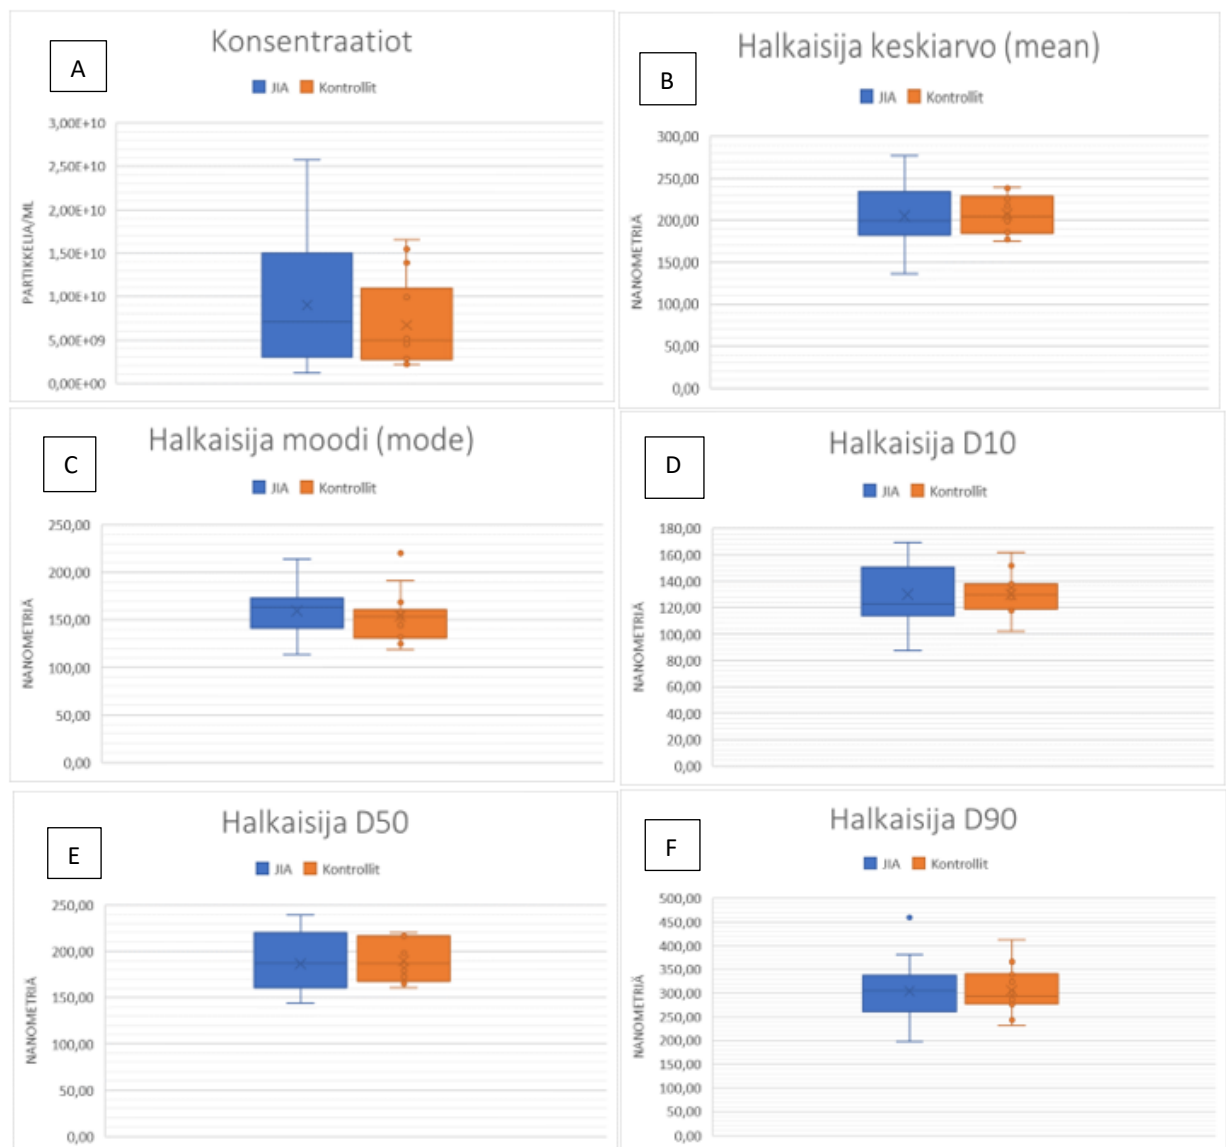 A
Konsentraatiot
JIA Kontrollit
PARTIKKELIA/ML
3,00E+10
2,50E+10
2,00E+10
1,50E+10
1,00E+10
5,00E+09
0,00E+00
B
Halkaisija keskiarvo (mean)
JIA Kontrollit
NANOMETRIÄ
300,00
250,00
200,00
150,00
100,00
50,00
0,00
C
Halkaisija moodi (mode)
JIA Kontrollit
NANOMETRIÄ
250,00
200,00
150,00
100,00
50,00
0,00
D
Halkaisija D10
JIA Kontrollit
NANOMETRIÄ
180,00
160,00
140,00
120,00
100,00
80,00
60,00
40,00
20,00
0,00
E
Halkaisija D50
JIA Kontrollit
NANOMETRIÄ
250,00
200,00
150,00
100,00
50,00
0,00
F
Halkaisija D90
JIA Kontrollit
NANOMETRIÄ
500,00
450,00
400,00
350,00
300,00
250,00
200,00
150,00
100,00
50,00
0,00